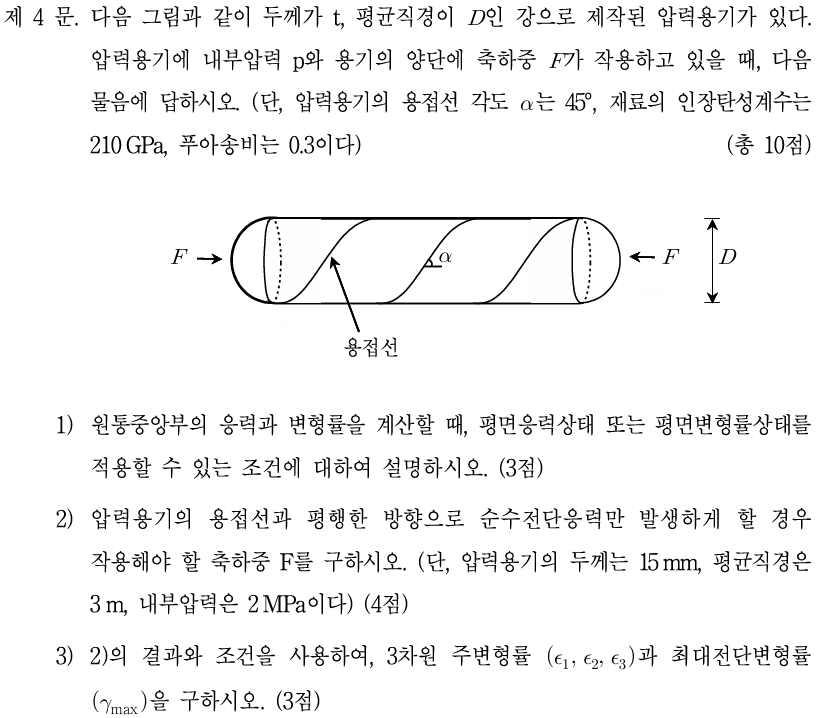 제 4 문. 다음 그림과 같이 두께가 t, 평균직경이 D인 강으로 제작된 압력용기가 있다.
압력용기에 내부압력 p와 용기의 양단에 축하중 F가 작용하고 있을 때, 다음
물음에 답하시오. (단, 압력용기의 용접선 각도 α는 45°, 재료의 인장탄성계수는
210 GPa, 푸아송비는 0.3이다) (총 10점)
F α F D
용접선
1) 원통중앙부의 응력과 변형률을 계산할 때, 평면응력상태 또는 평면변형률상태를
적용할 수 있는 조건에 대하여 설명하시오. (3점)
2) 압력용기의 용접선과 평행한 방향으로 순수전단응력만 발생하게 할 경우
작용해야 할 축하중 F를 구하시오. (단, 압력용기의 두께는 15 mm, 평균직경은
3 m, 내부압력은 2 MPa이다) (4점)
3) 2)의 결과와 조건을 사용하여, 3차원 주변형률 (ϵ₁, ϵ₂, ϵ₃)과 최대전단변형률
(γmax)을 구하시오. (3점)